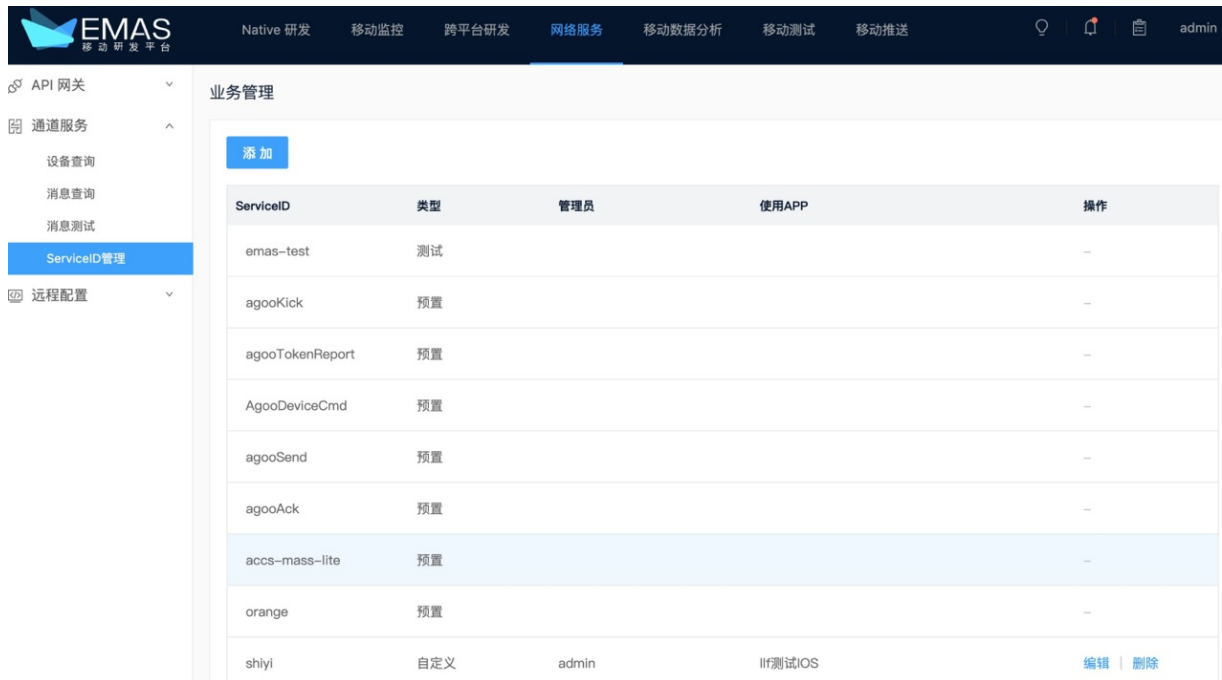 EMAS
移动研发平台
Native 研发 移动监控 跨平台研发 网络服务 移动数据分析 移动测试 移动推送 admin
API 网关
通道服务
设备查询
消息查询
消息测试
ServiceID管理
远程配置
业务管理
添 加
ServiceID 类型 管理员 使用APP 操作
emas-test 测试 -
agooKick 预置 -
agooTokenReport 预置 -
AgooDeviceCmd 预置 -
agooSend 预置 -
agooAck 预置 -
accs-mass-lite 预置 -
orange 预置 -
shiyi 自定义 admin llf测试IOS 编辑 | 删除